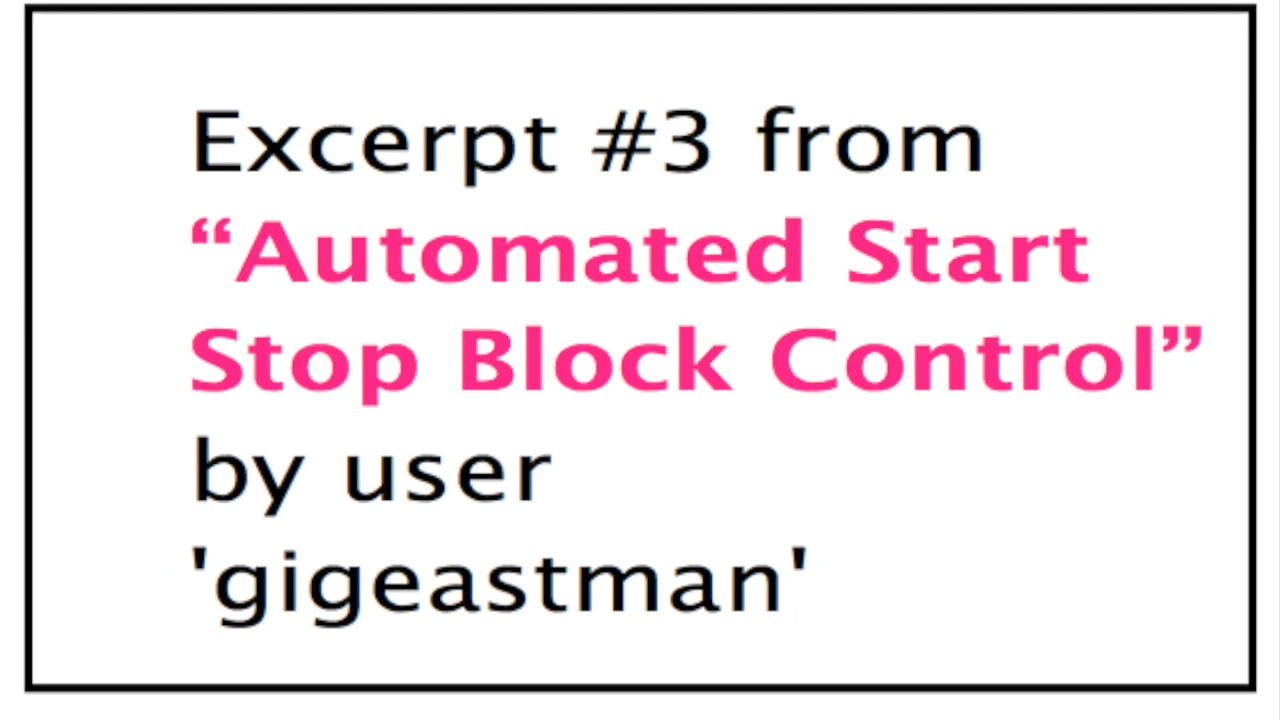 Excerpt #3 from
“Automated Start
Stop Block Control”
by user
'gigeastman'